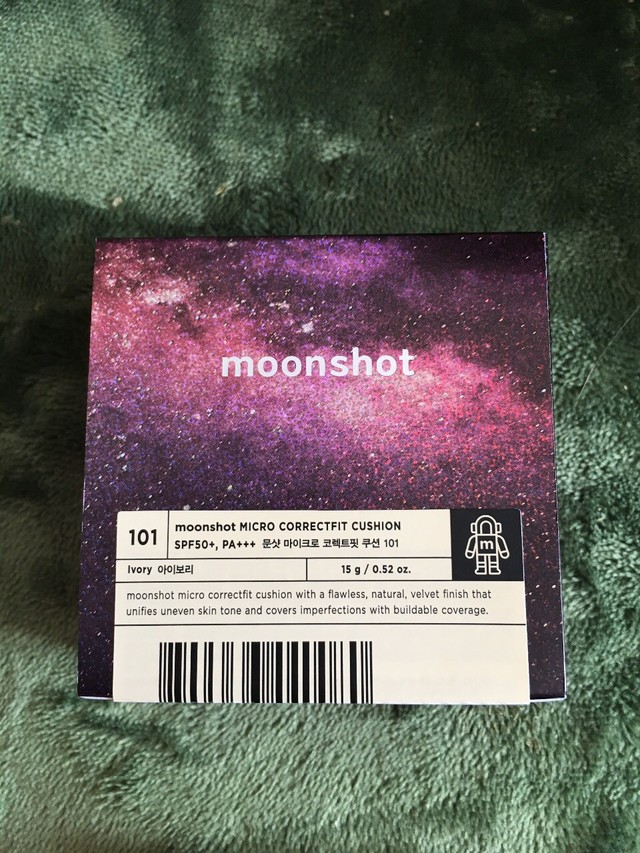 moonshot
101
moonshot MICRO CORRECTFIT CUSHION
SPF50+, PA+++ 문샷 마이크로 코렉트핏 쿠션 101
m
Ivory 아이보리
15 g / 0.52 oz.
moonshot micro correctfit cushion with a flawless, natural, velvet finish that
unifies uneven skin tone and covers imperfections with buildable coverage.